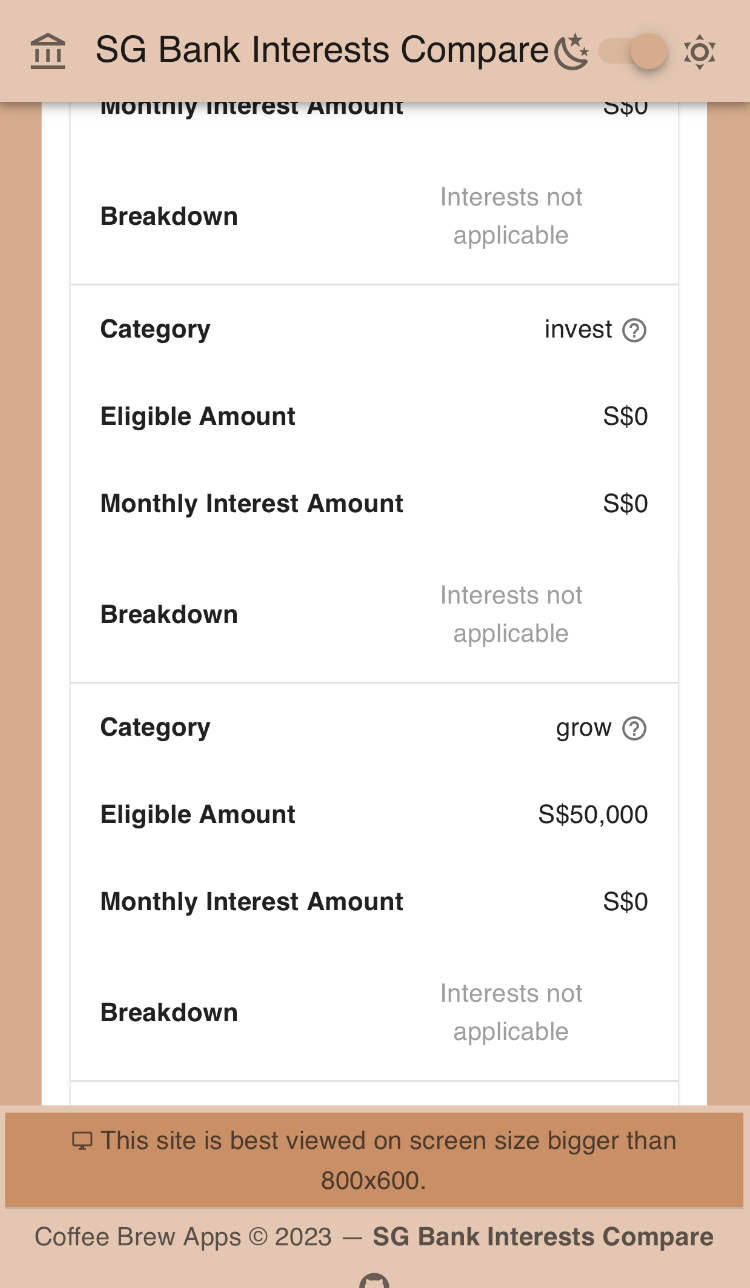 SG Bank Interests Compare
Monthly Interest Amount S$0
Breakdown Interests not
applicable
Category invest
Eligible Amount S$0
Monthly Interest Amount S$0
Breakdown Interests not
applicable
Category grow
Eligible Amount S$50,000
Monthly Interest Amount S$0
Breakdown Interests not
applicable
This site is best viewed on screen size bigger than
800x600.
Coffee Brew Apps © 2023 — SG Bank Interests Compare